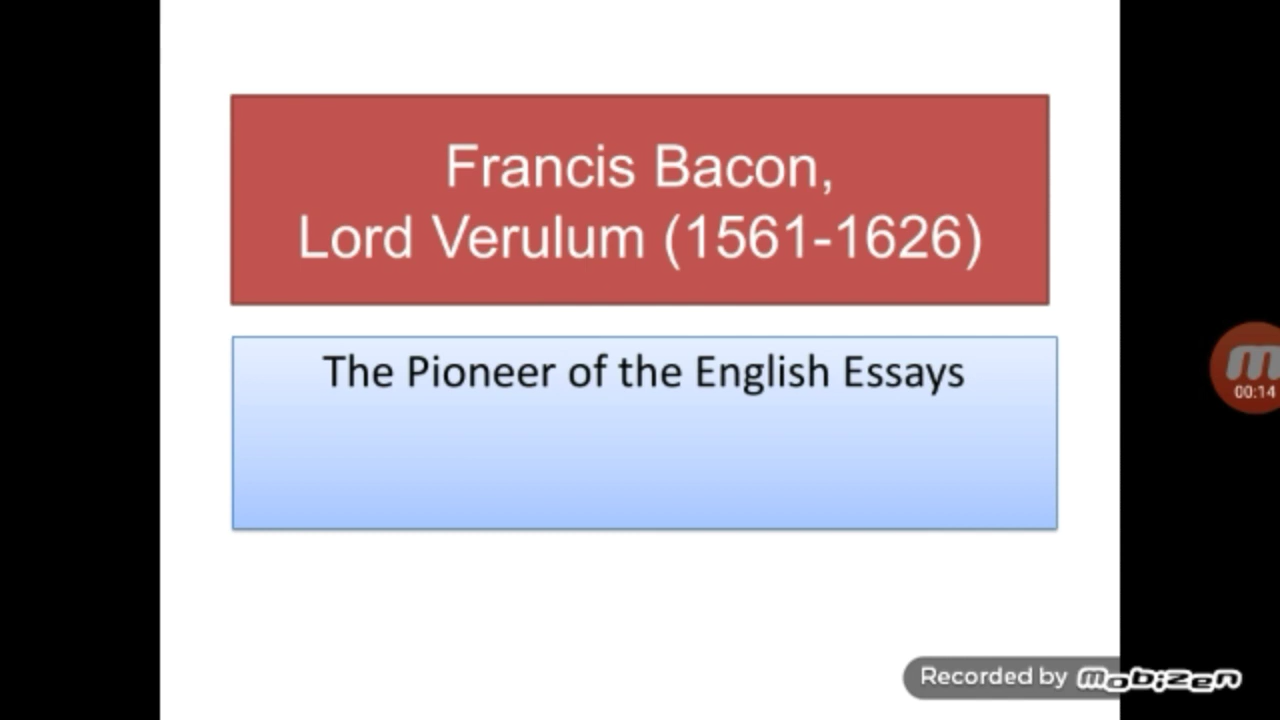 Francis Bacon,
Lord Verulum (1561-1626)
The Pioneer of the English Essays
m
00:14
Recorded by mobizen